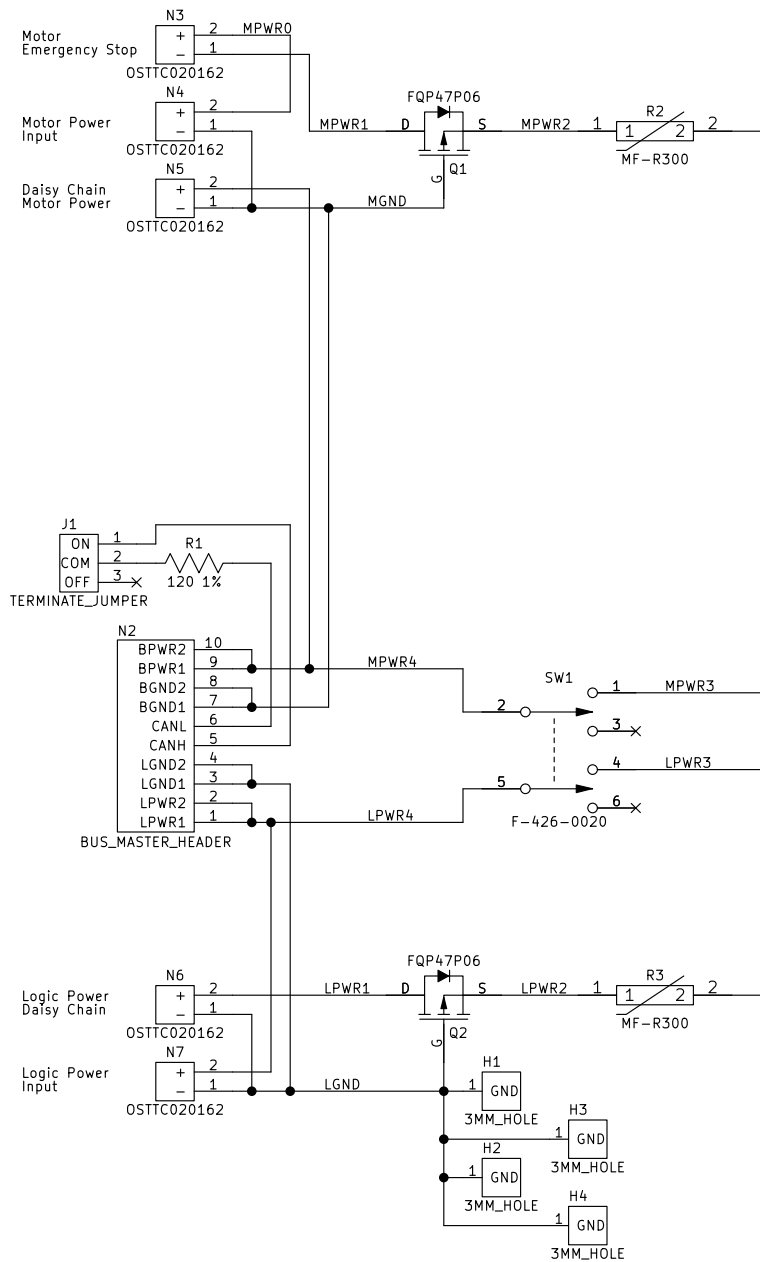 N3
Motor
Emergency Stop
+ 2 MPWR0
− 1
OSTTC020162
N4
Motor Power
Input
+ 2
− 1
OSTTC020162
N5
Daisy Chain
Motor Power
+ 2
− 1 MGND
OSTTC020162
FQP47P06
MPWR1 D S MPWR2
G
Q1
R2
1 1 2 2
MF-R300
J1
ON 1
COM 2
OFF 3
TERMINATE_JUMPER
R1
120 1%
N2
BPWR2 10
BPWR1 9 MPWR4
BGND2 8
BGND1 7
CANL 6
CANH 5
LGND2 4
LGND1 3
LPWR2 2
LPWR1 1 LPWR4
BUS_MASTER_HEADER
SW1
1 MPWR3
2
3
4 LPWR3
5
6
F-426-0020
N6
Logic Power
Daisy Chain
+ 2 LPWR1
− 1
OSTTC020162
N7
Logic Power
Input
+ 2
− 1 LGND
OSTTC020162
FQP47P06
D S LPWR2
G
Q2
R3
1 1 2 2
MF-R300
H1
1 GND
3MM_HOLE
H3
1 GND
3MM_HOLE
H2
1 GND
3MM_HOLE
H4
1 GND
3MM_HOLE